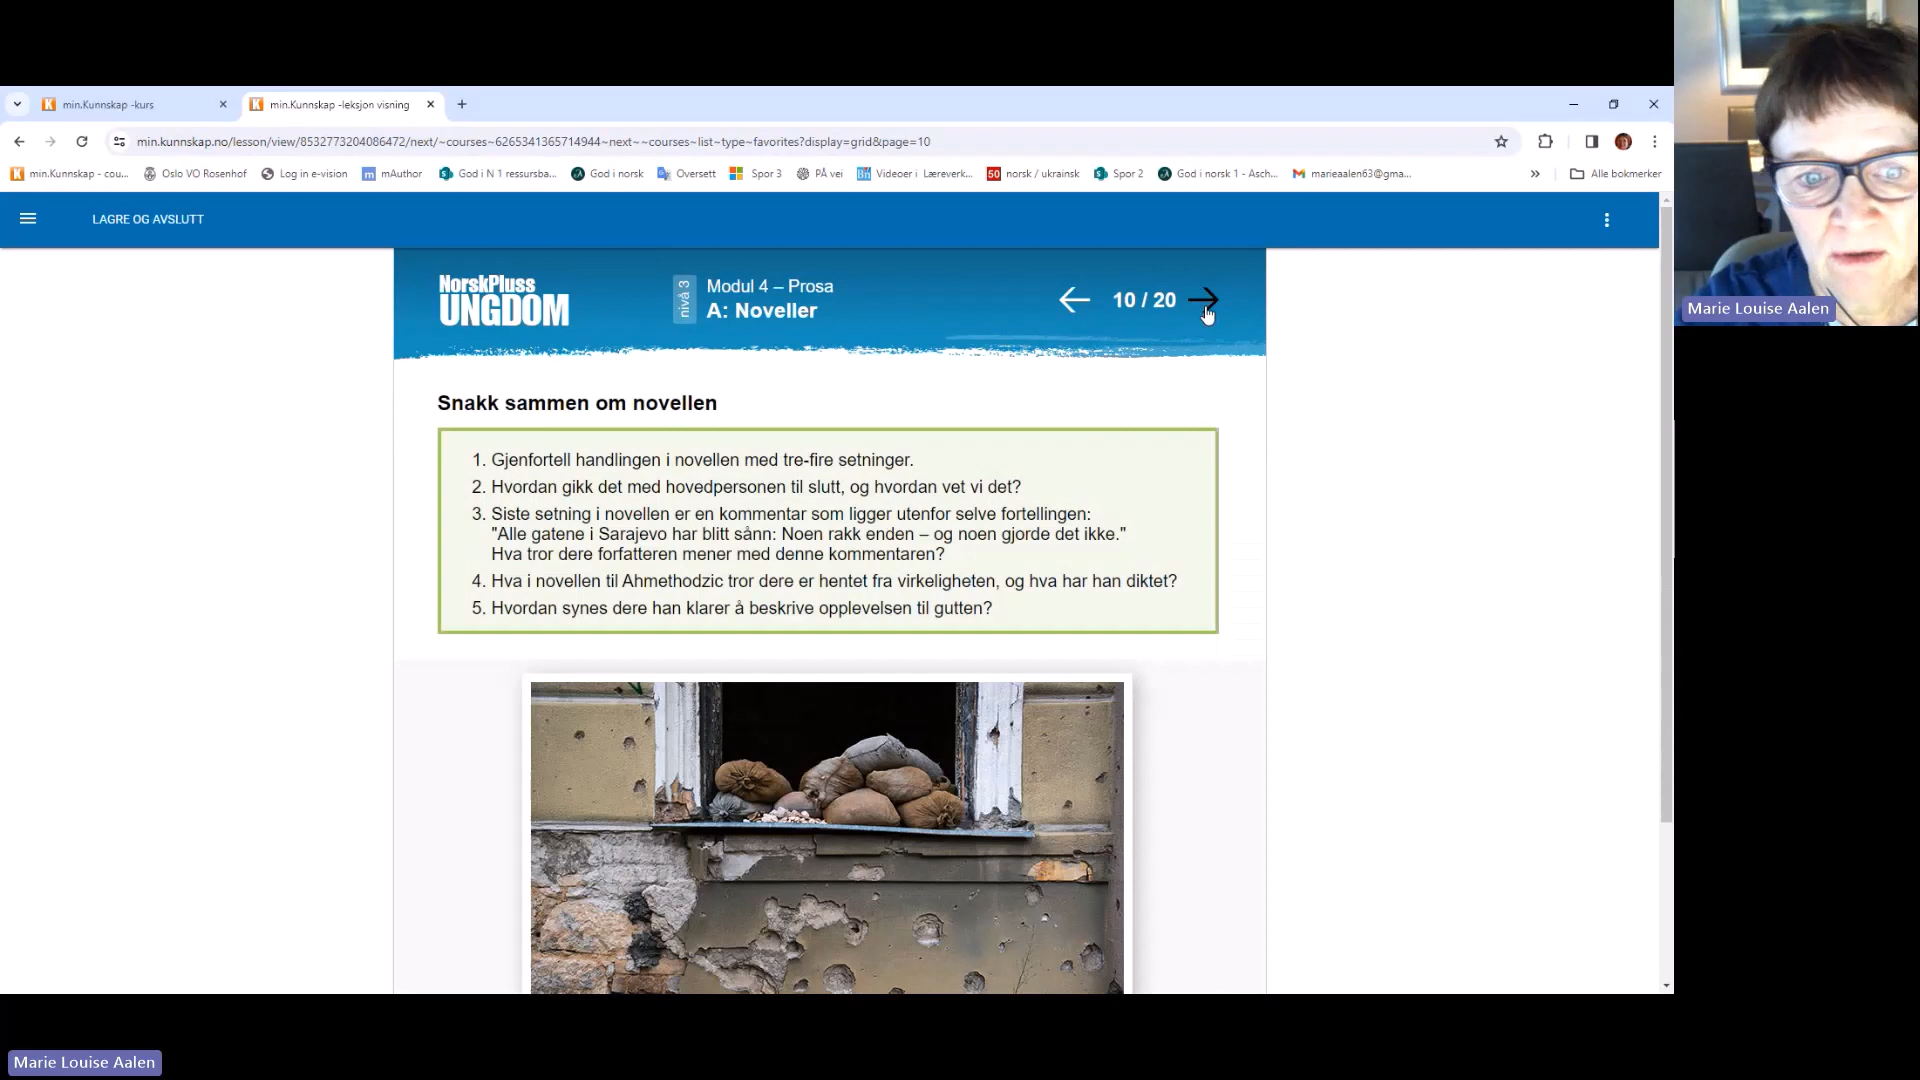 min.Kunnskap -kurs
min.Kunnskap -leksjon visning
min.kunnskap.no/lesson/view/8532773204086472/next/~courses~6265341365714944~next~~courses~list~type~favorites?display=grid&page=10
min.Kunnskap - cou...
Oslo VO Rosenhof
Log in e-vision
mAuthor
God i N 1 ressursba...
God i norsk
Oversett
Spor 3
PÅ vei
Videoer i Læreverk...
norsk / ukrainsk
Spor 2
God i norsk 1 - Asch...
marieaalen63@gma...
Alle bokmerker
LAGRE OG AVSLUTT
NorskPluss
UNGDOM
nivå 3
Modul 4 – Prosa
A: Noveller
10 / 20
Marie Louise Aalen
Snakk sammen om novellen
1. Gjenfortell handlingen i novellen med tre-fire setninger.
2. Hvordan gikk det med hovedpersonen til slutt, og hvordan vet vi det?
3. Siste setning i novellen er en kommentar som ligger utenfor selve fortellingen:
"Alle gatene i Sarajevo har blitt sånn: Noen rakk enden – og noen gjorde det ikke."
Hva tror dere forfatteren mener med denne kommentaren?
4. Hva i novellen til Ahmethodzic tror dere er hentet fra virkeligheten, og hva har han diktet?
5. Hvordan synes dere han klarer å beskrive opplevelsen til gutten?
Marie Louise Aalen